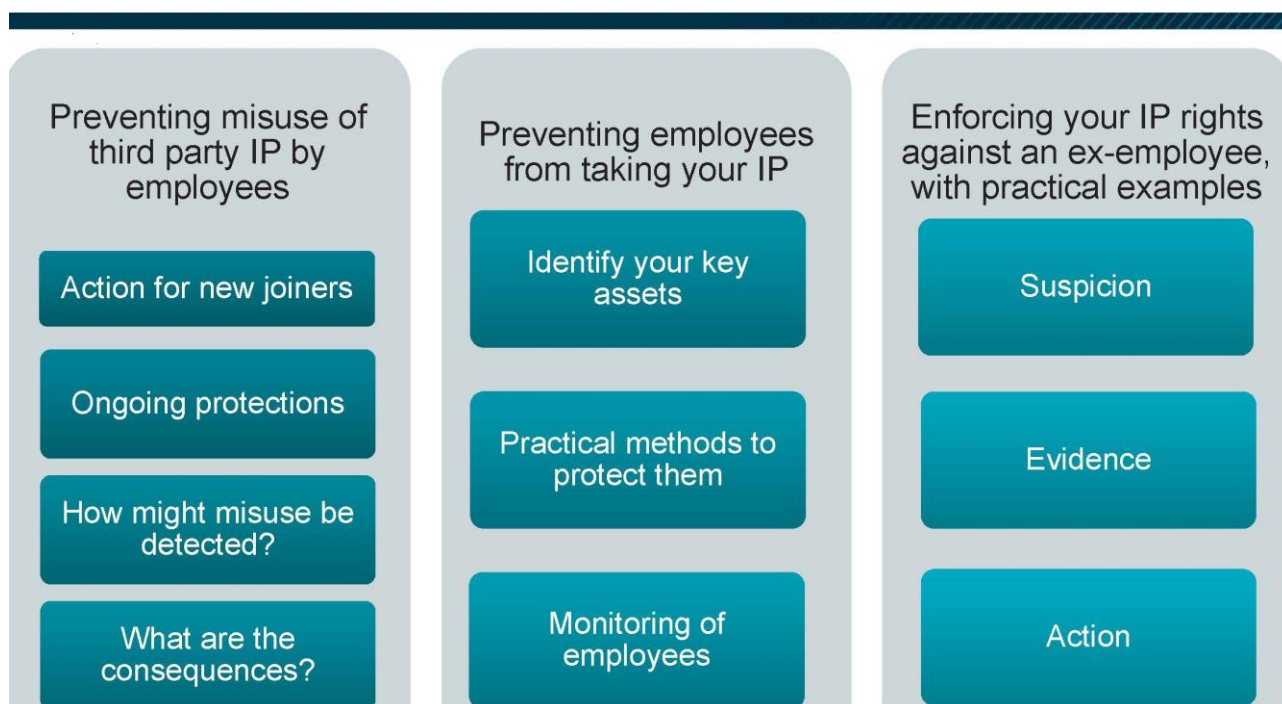 Preventing misuse of
third party IP by
employees
Action for new joiners
Ongoing protections
How might misuse be
detected?
What are the
consequences?
Preventing employees
from taking your IP
Identify your key
assets
Practical methods to
protect them
Monitoring of
employees
Enforcing your IP rights
against an ex-employee,
with practical examples
Suspicion
Evidence
Action